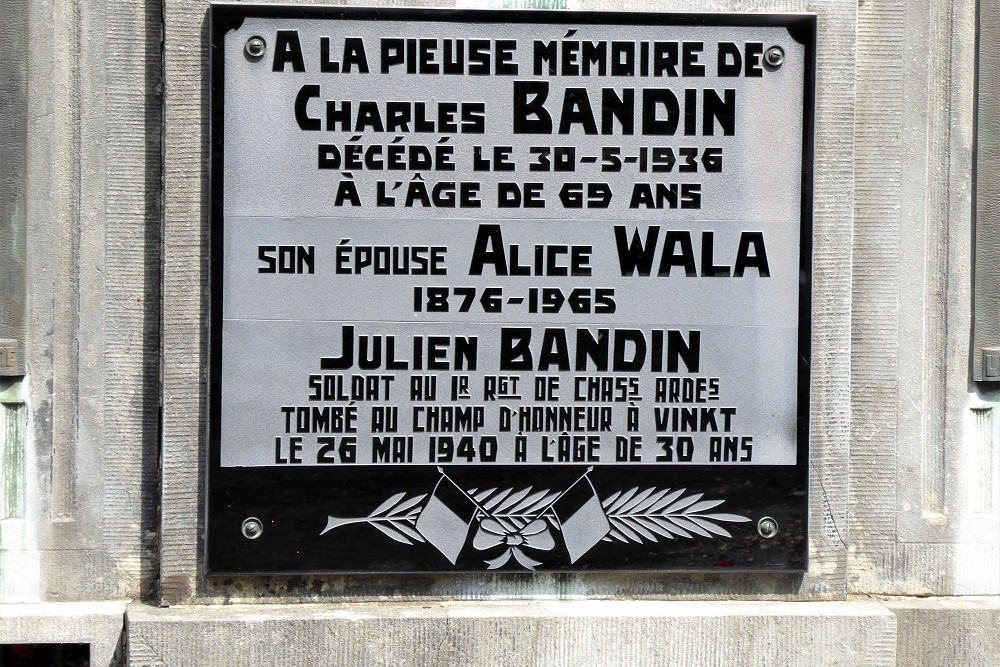 A LA PIEUSE MÉMOIRE DE
CHARLES BANDIN
DÉCÉDÉ LE 30-5-1936
À L'ÂGE DE 69 ANS
SON ÉPOUSE ALICE WALA
1876-1965
JULIEN BANDIN
SOLDAT AU 1R RGT DE CHASS ARDES
TOMBÉ AU CHAMP D'HONNEUR À VINKT
LE 26 MAI 1940 À L'ÂGE DE 30 ANS